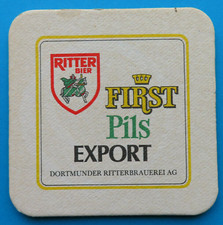 RITTER
BIER
FIRST
Pils
EXPORT
DORTMUNDER RITTERBRAUEREI AG